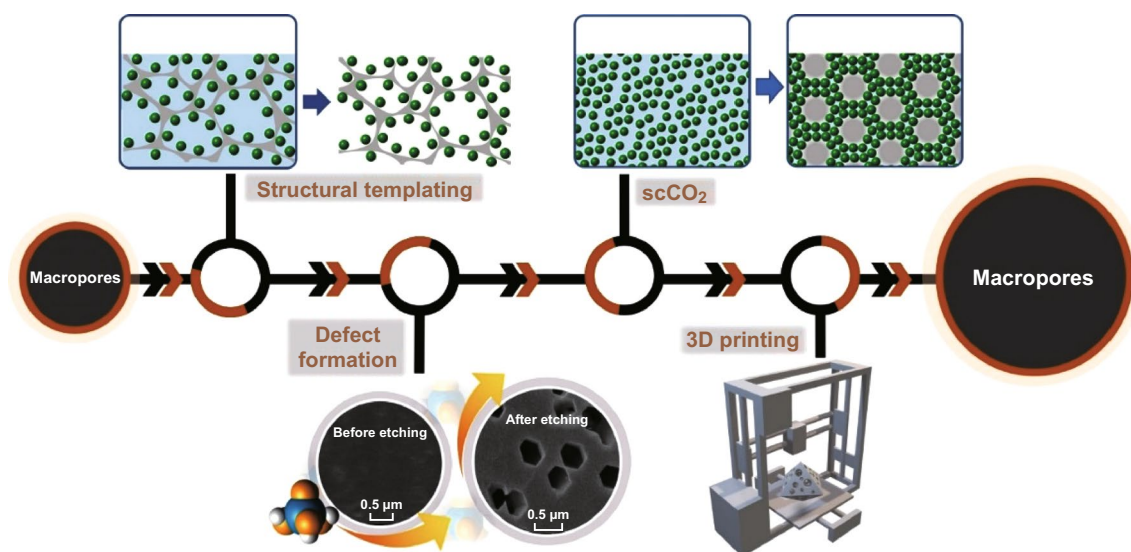 Structural templating
scCO₂
Macropores
Macropores
Defect
formation
3D printing
Before etching
After etching
0.5 μm
0.5 μm